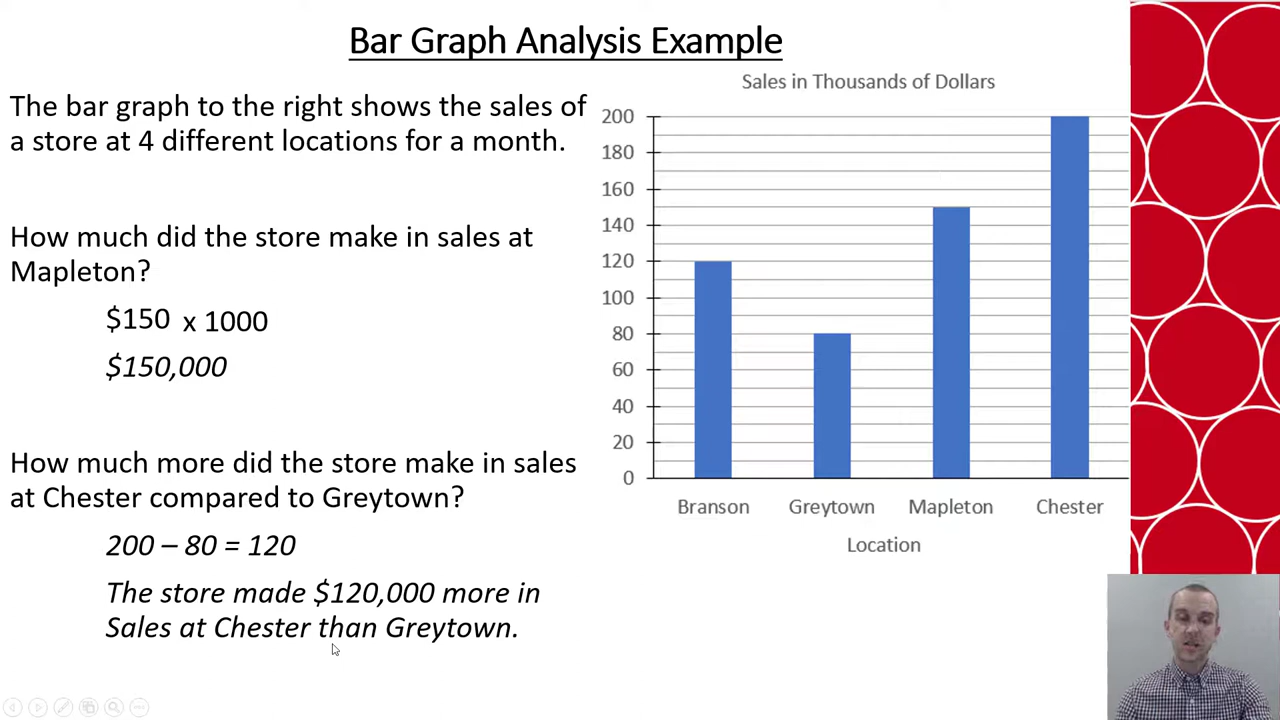 Bar Graph Analysis Example
The bar graph to the right shows the sales of
a store at 4 different locations for a month.
How much did the store make in sales at
Mapleton?
$150 x 1000
$150,000
How much more did the store make in sales
at Chester compared to Greytown?
200 – 80 = 120
The store made $120,000 more in
Sales at Chester than Greytown.
Sales in Thousands of Dollars
200
180
160
140
120
100
80
60
40
20
0
Branson Greytown Mapleton Chester
Location